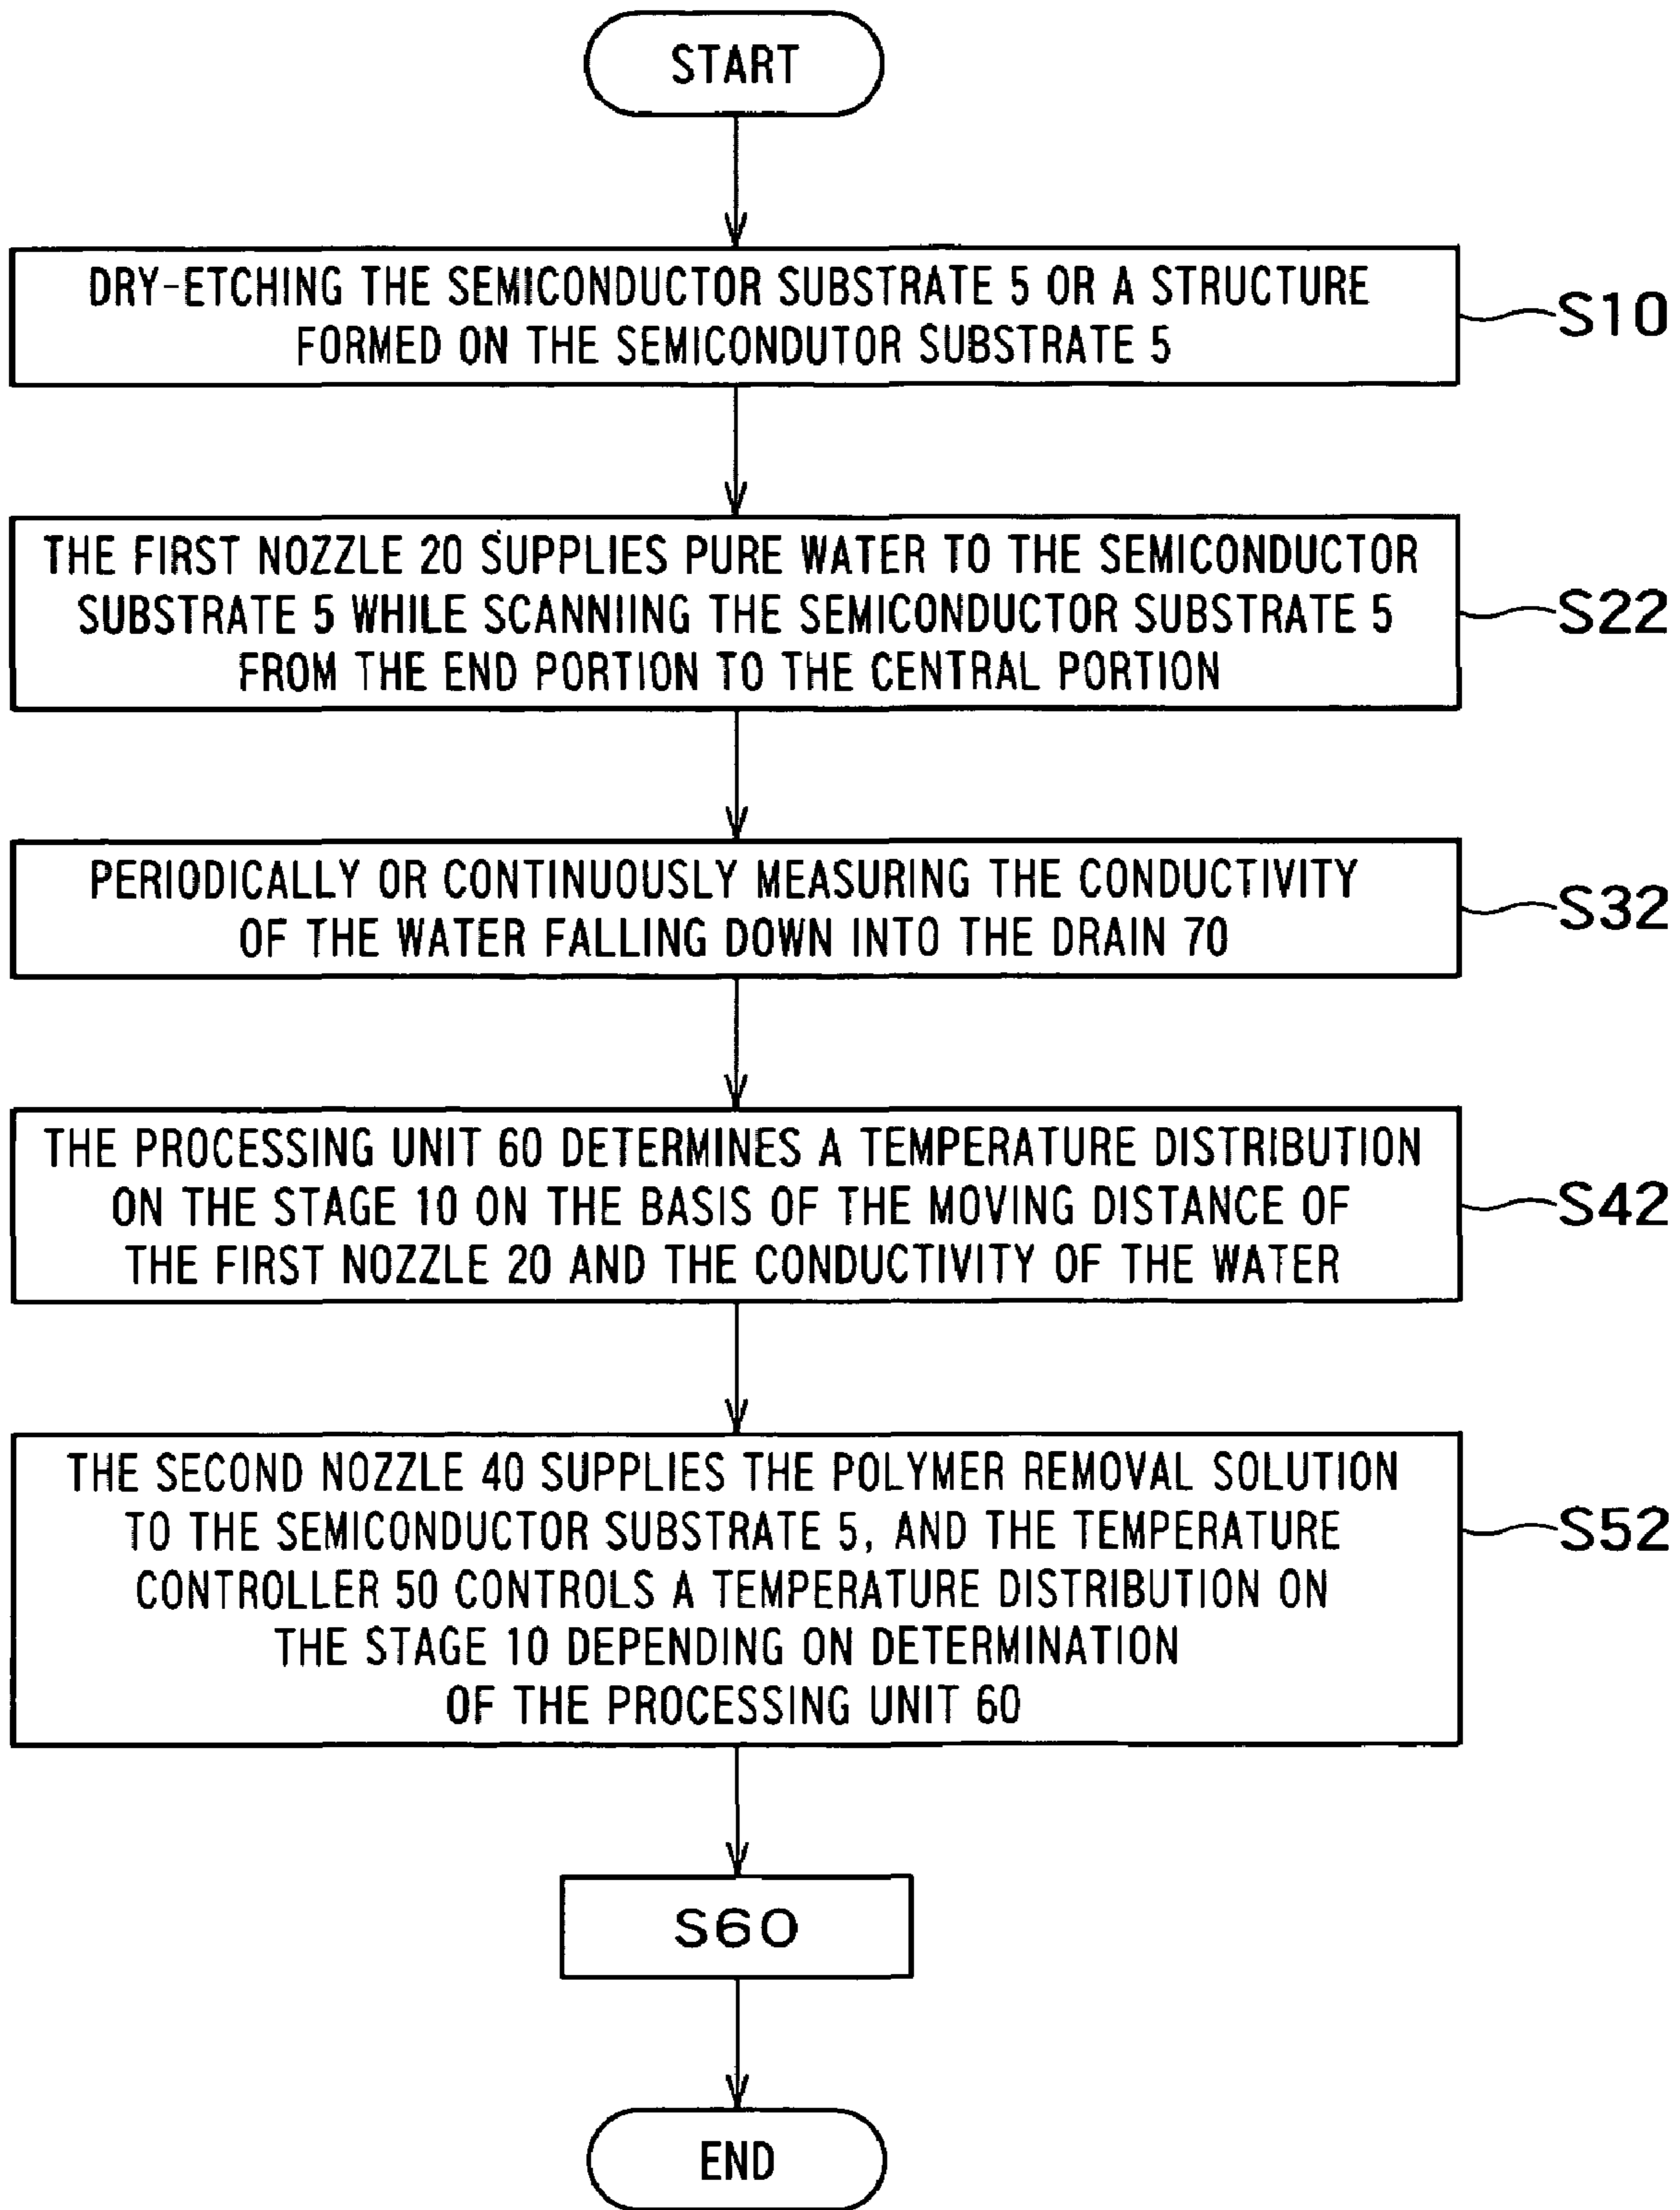 START
DRY-ETCHING THE SEMICONDUCTOR SUBSTRATE 5 OR A STRUCTURE
FORMED ON THE SEMICONDUTOR SUBSTRATE 5
S10
THE FIRST NOZZLE 20 SUPPLIES PURE WATER TO THE SEMICONDUCTOR
SUBSTRATE 5 WHILE SCANNIING THE SEMICONDUCTOR SUBSTRATE 5
FROM THE END PORTION TO THE CENTRAL PORTION
S22
PERIODICALLY OR CONTINUOUSLY MEASURING THE CONDUCTIVITY
OF THE WATER FALLING DOWN INTO THE DRAIN 70
S32
THE PROCESSING UNIT 60 DETERMINES A TEMPERATURE DISTRIBUTION
ON THE STAGE 10 ON THE BASIS OF THE MOVING DISTANCE OF
THE FIRST NOZZLE 20 AND THE CONDUCTIVITY OF THE WATER
S42
THE SECOND NOZZLE 40 SUPPLIES THE POLYMER REMOVAL SOLUTION
TO THE SEMICONDUCTOR SUBSTRATE 5, AND THE TEMPERATURE
CONTROLLER 50 CONTROLS A TEMPERATURE DISTRIBUTION ON
THE STAGE 10 DEPENDING ON DETERMINATION
OF THE PROCESSING UNIT 60
S52
S60
END